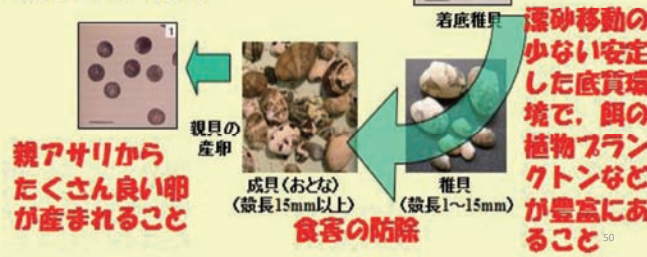 着底稚貝
漂砂移動の
少ない安定
した底質環
境で，餌の
植物プラン
クトンなど
が豊富にあ
ること
1
親貝の
産卵
親アサリから
たくさん良い卵
が産まれること
成貝(おとな)
(殻長15mm以上)
稚貝
(殻長1～15mm)
食害の防除
50